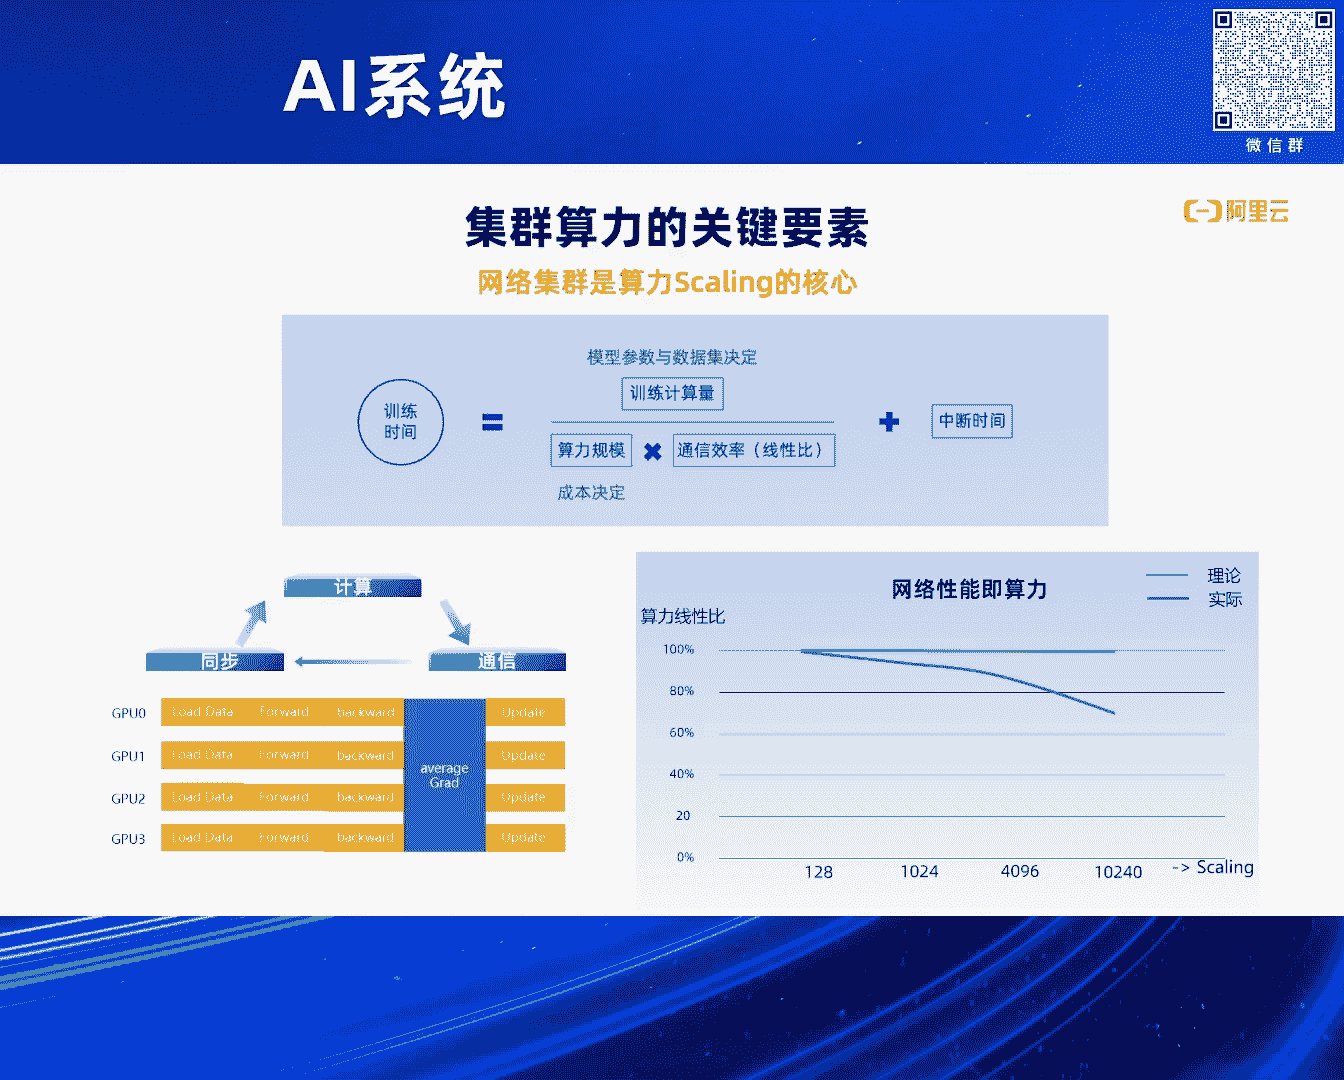 AI系统
微信群
阿里云
集群算力的关键要素
网络集群是算力Scaling的核心
模型参数与数据集决定
训练计算量
训练
时间
=
算力规模 ✖ 通信效率（线性比）
+
中断时间
成本决定
计算
同步
通信
GPU0 Load Data Forward backward Update
GPU1 Load Data Forward backward Update
average
Grad
GPU2 Load Data Forward backward Update
GPU3 Load Data Forward backward Update
网络性能即算力
理论
实际
算力线性比
100%
80%
60%
40%
20
0%
128 1024 4096 10240 -> Scaling